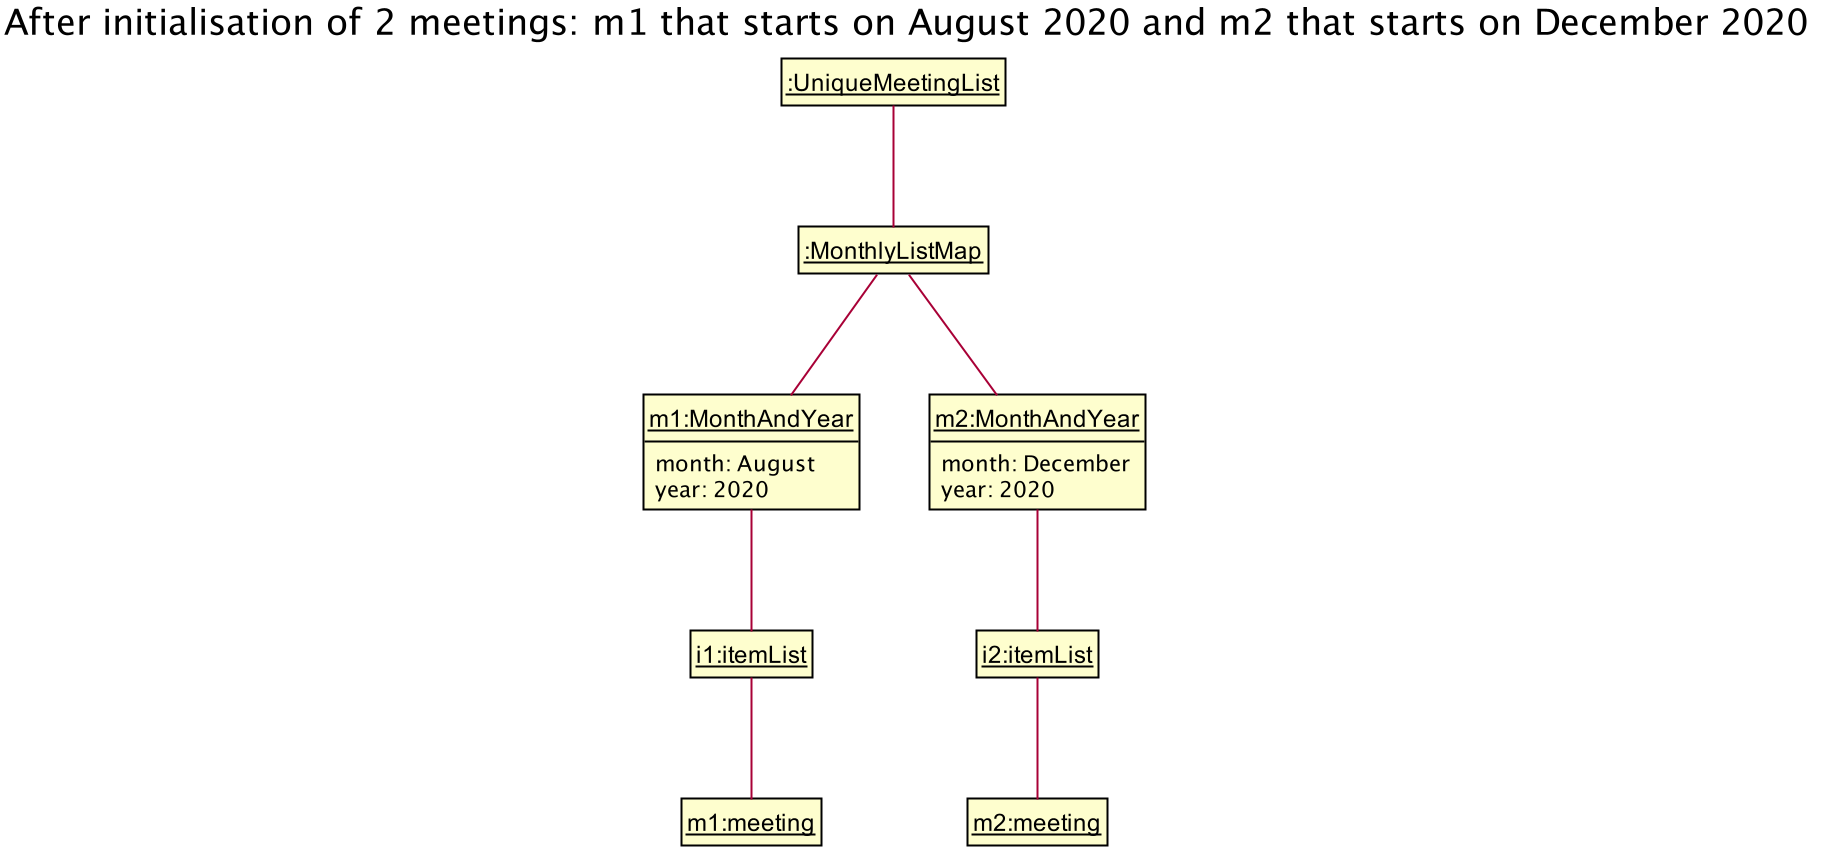 After initialisation of 2 meetings: m1 that starts on August 2020 and m2 that starts on December 2020
:UniqueMeetingList
:MonthlyListMap
m1:MonthAndYear
month: August
year: 2020
m2:MonthAndYear
month: December
year: 2020
i1:itemList
i2:itemList
m1:meeting
m2:meeting